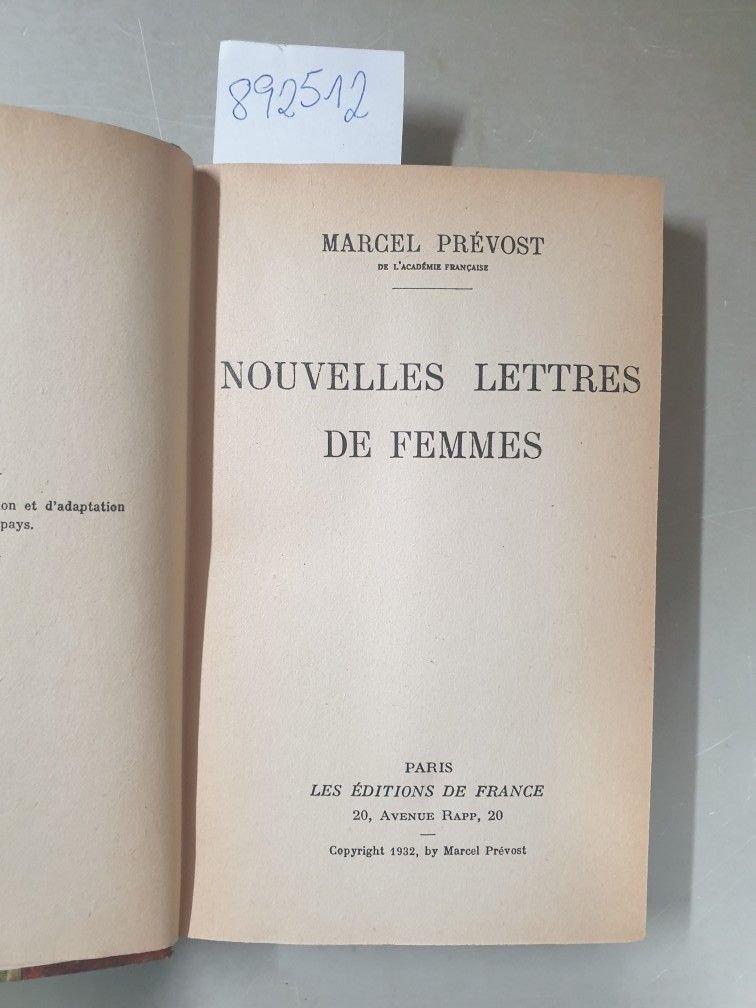 892512
on et d'adaptation
pays.
MARCEL PRÉVOST
DE L'ACADÉMIE FRANÇAISE
NOUVELLES LETTRES
DE FEMMES
PARIS
LES ÉDITIONS DE FRANCE
20, AVENUE RAPP, 20
Copyright 1932, by Marcel Prévost